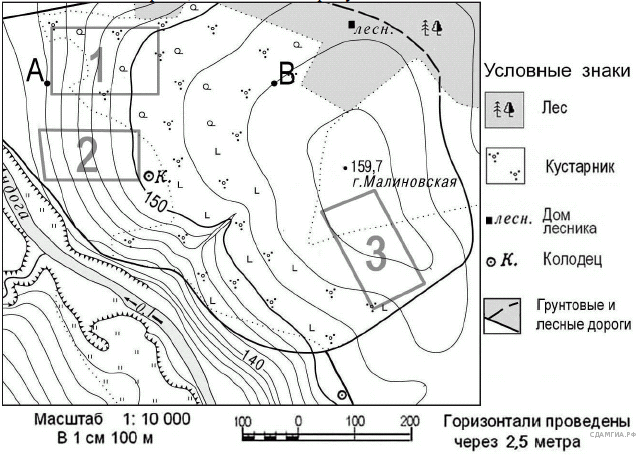 лесн.
1
А
В
2
159,7
г.Малиновская
К.
150
3
0,1
140
Условные знаки
Лес
Кустарник
лесн. Дом
лесника
К. Колодец
Грунтовые и
лесные дороги
Масштаб 1: 10 000
В 1 см 100 м
100 0 100 200
Горизонтали проведены
через 2,5 метра
СДАМГИА.РФ